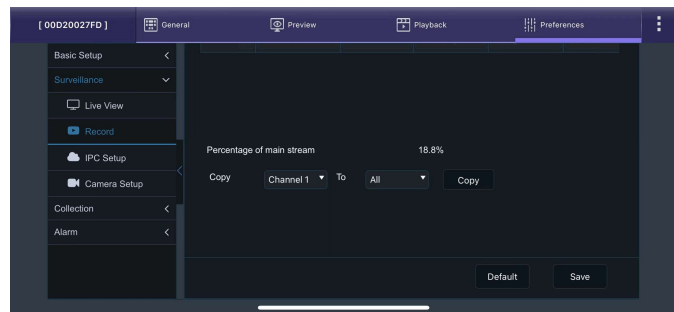 [ 00D20027FD ] General Preview Playback Preferences
Basic Setup
Surveillance
Live View
Record
IPC Setup
Camera Setup
Collection
Alarm
Percentage of main stream 18.8%
Copy Channel 1 To All Copy
Default Save